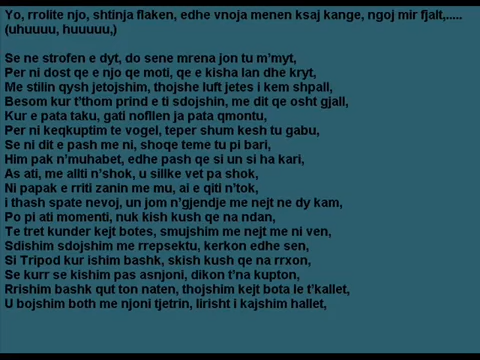 Yo, rrolite njo, shtinja flaken, edhe vnoja menen ksaj kange, ngoj mir fjalt,.....
(uhuuuu, huuuuu,)
Se ne strofen e dyt, do sene mrena jon tu m'myt,
Per ni dost qe e njo qe moti, qe e kisha lan dhe kryt,
Me stilin qysh jetojshim, thojshe luft jetes i kem shpall,
Besom kur t'thom prind e ti sdojshin, me dit qe osht gjall,
Kur e pata taku, gati nofllen ja pata qmontu,
Per ni keqkuptim te vogel, teper shum kesh tu gabu,
Se ni dit e pash me ni, shoqe teme tu pi bari,
Him pak n'muhabet, edhe pash qe si un si ha kari,
As ati, me allti n'shok, u sillke vet pa shok,
Ni papak e rriti zanin me mu, ai e qiti n'tok,
i thash spate nevoj, un jom n'gjendje me nejt ne dy kam,
Po pi ati momenti, nuk kish kush qe na ndan,
Te tret kunder kejt botes, smujshim me nejt me ni ven,
Sdishim sdojshim me rrepsektu, kerkon edhe sen,
Si Tripod kur ishim bashk, skish kush qe na rrxon,
Se kurr se kishim pas asnjoni, dikon t'na kupton,
Rrishim bashk qut ton naten, thojshim kejt bota le t'kallet,
U bojshim both me njoni tjetrin, lirisht i kajshim hallet,